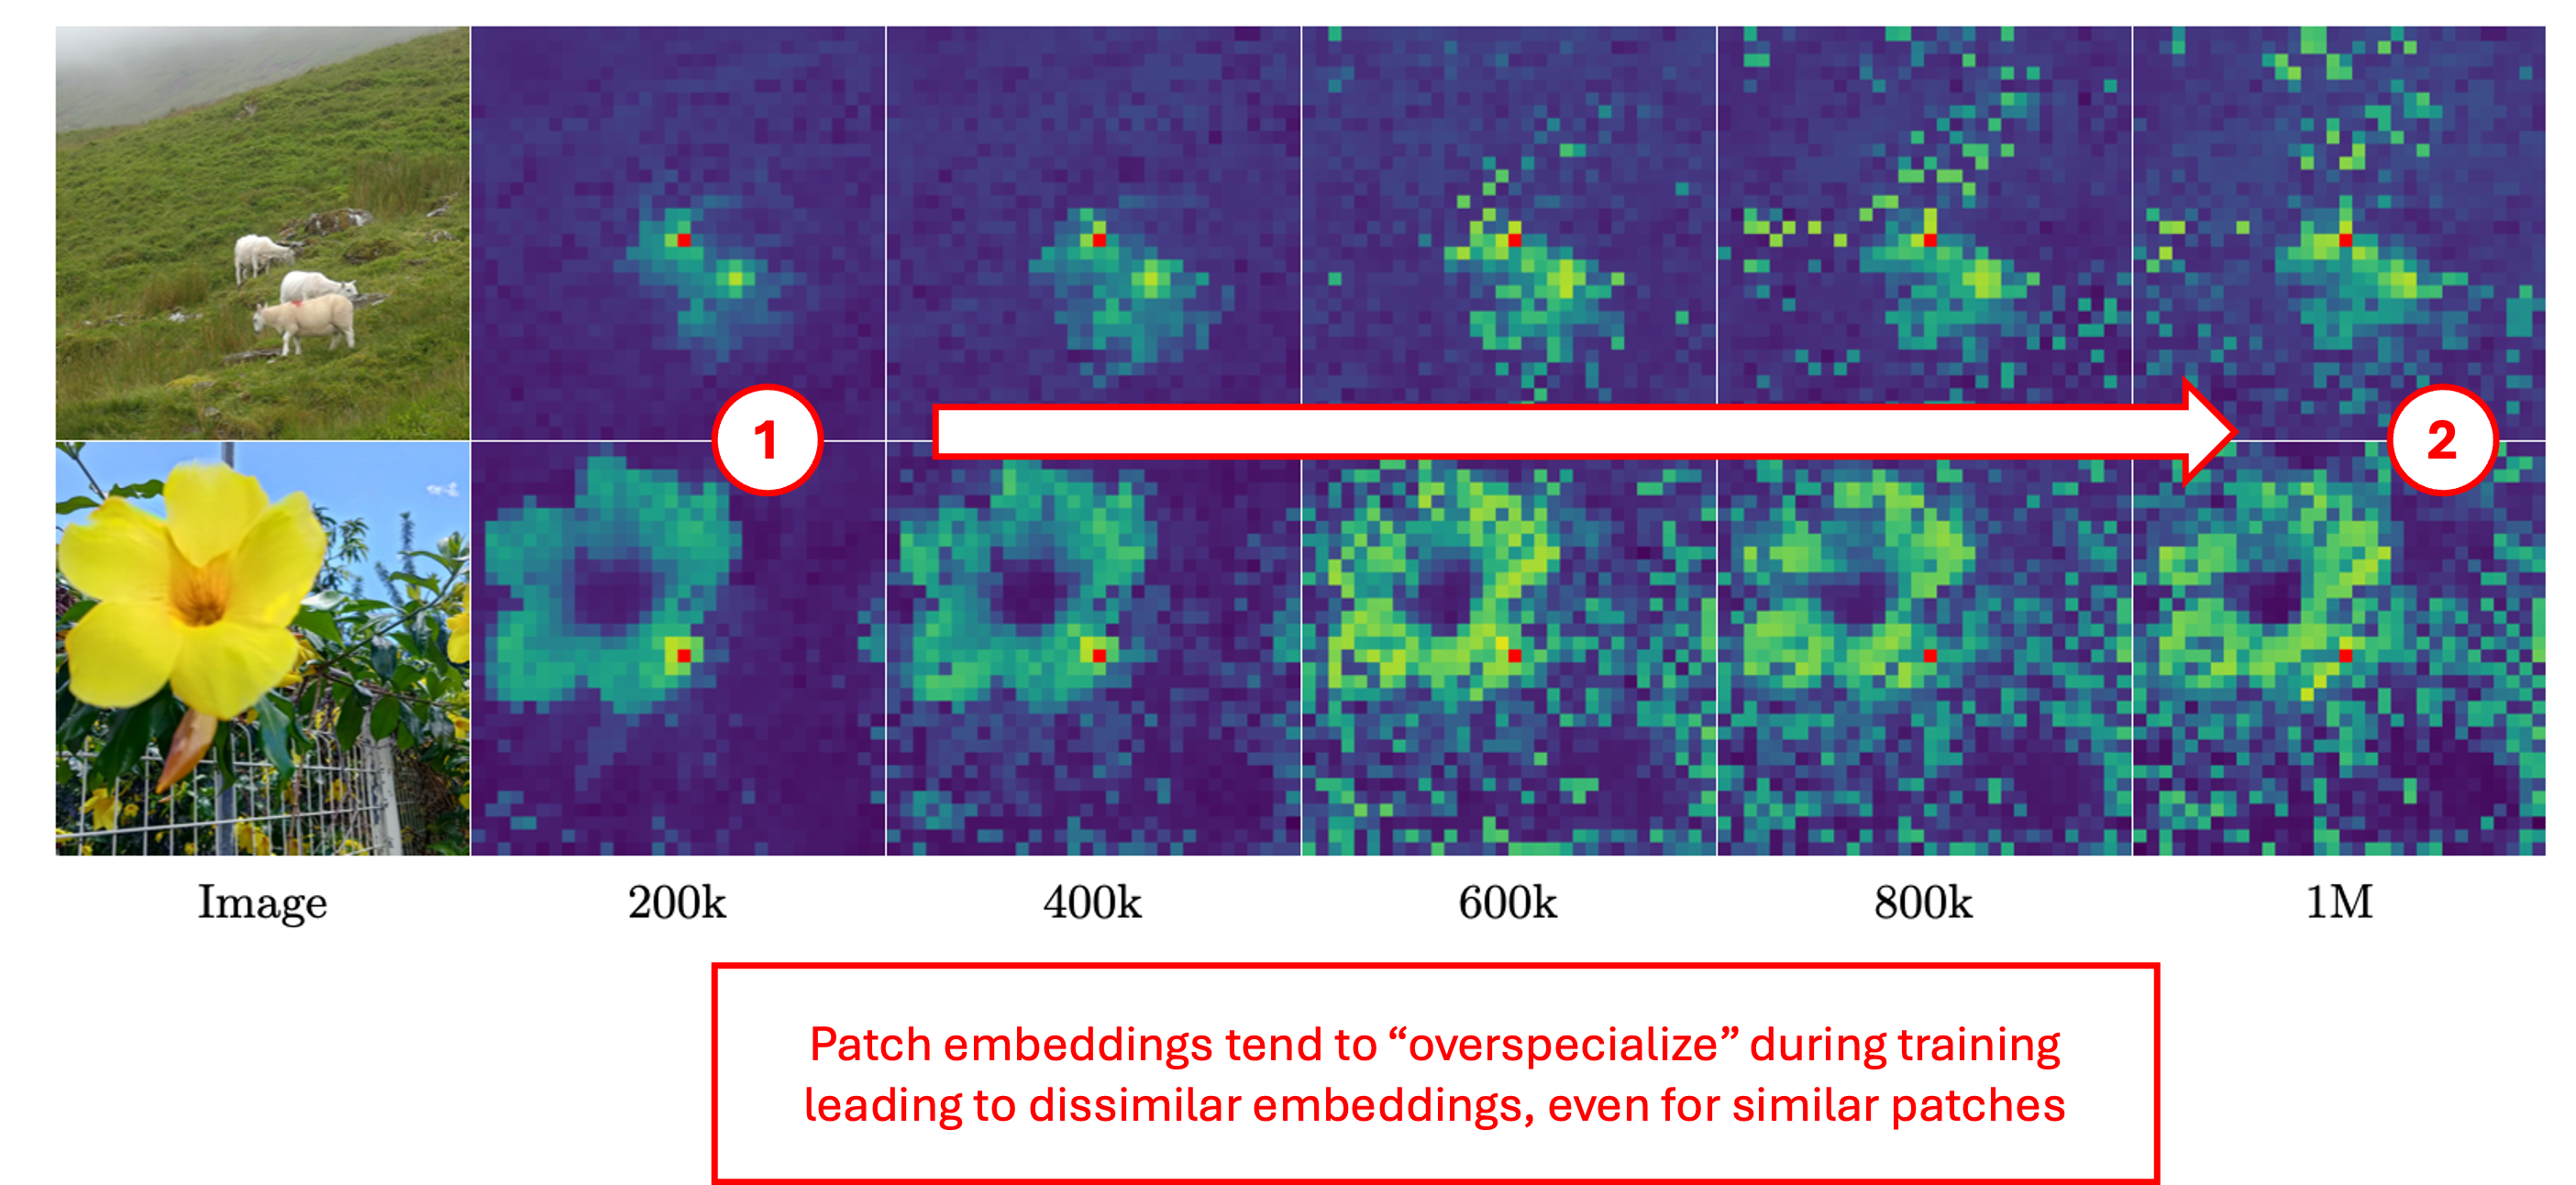 1
2
Image
200k
400k
600k
800k
1M
Patch embeddings tend to “overspecialize” during training
leading to dissimilar embeddings, even for similar patches